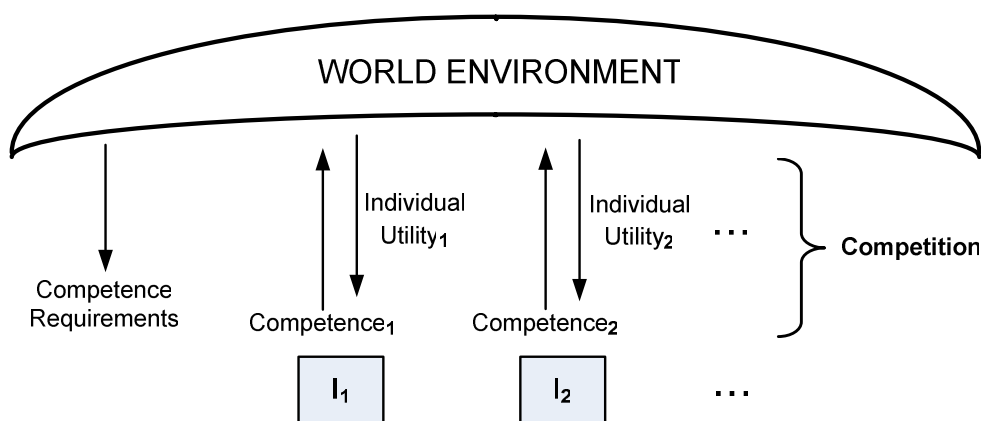 WORLD ENVIRONMENT
Individual
Utility₁
Individual
Utility₂
...
Competition
Competence
Requirements
Competence₁
Competence₂
I₁
I₂
...